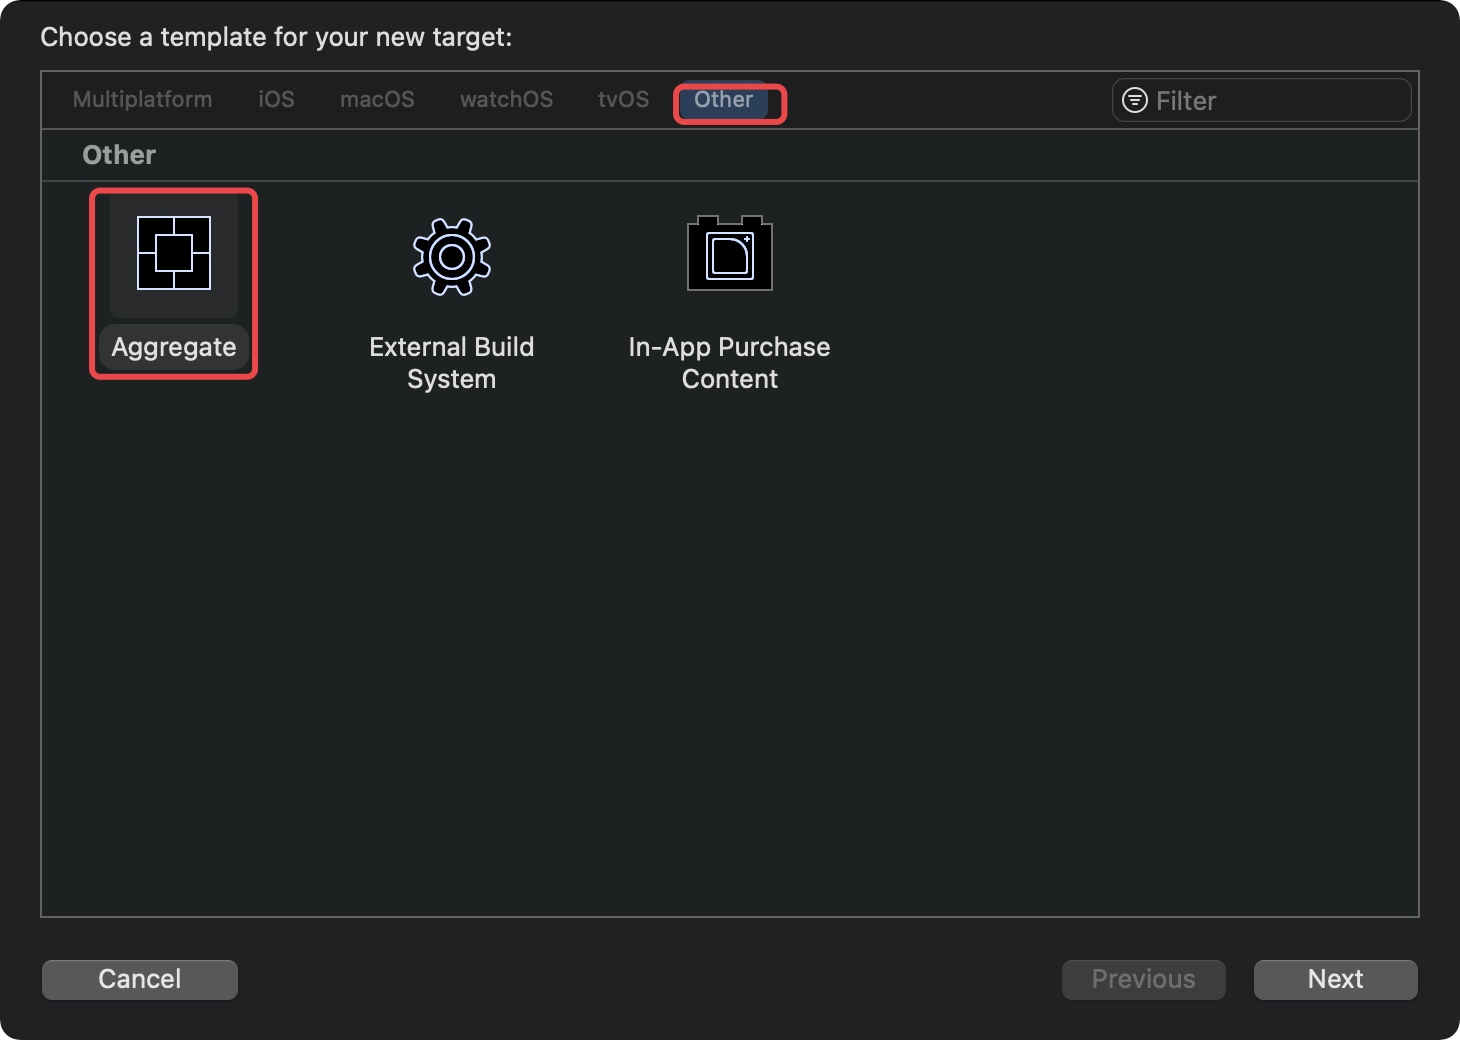 Choose a template for your new target:
Multiplatform iOS macOS watchOS tvOS Other Filter
Other
Aggregate
External Build
System
In-App Purchase
Content
Cancel Previous Next